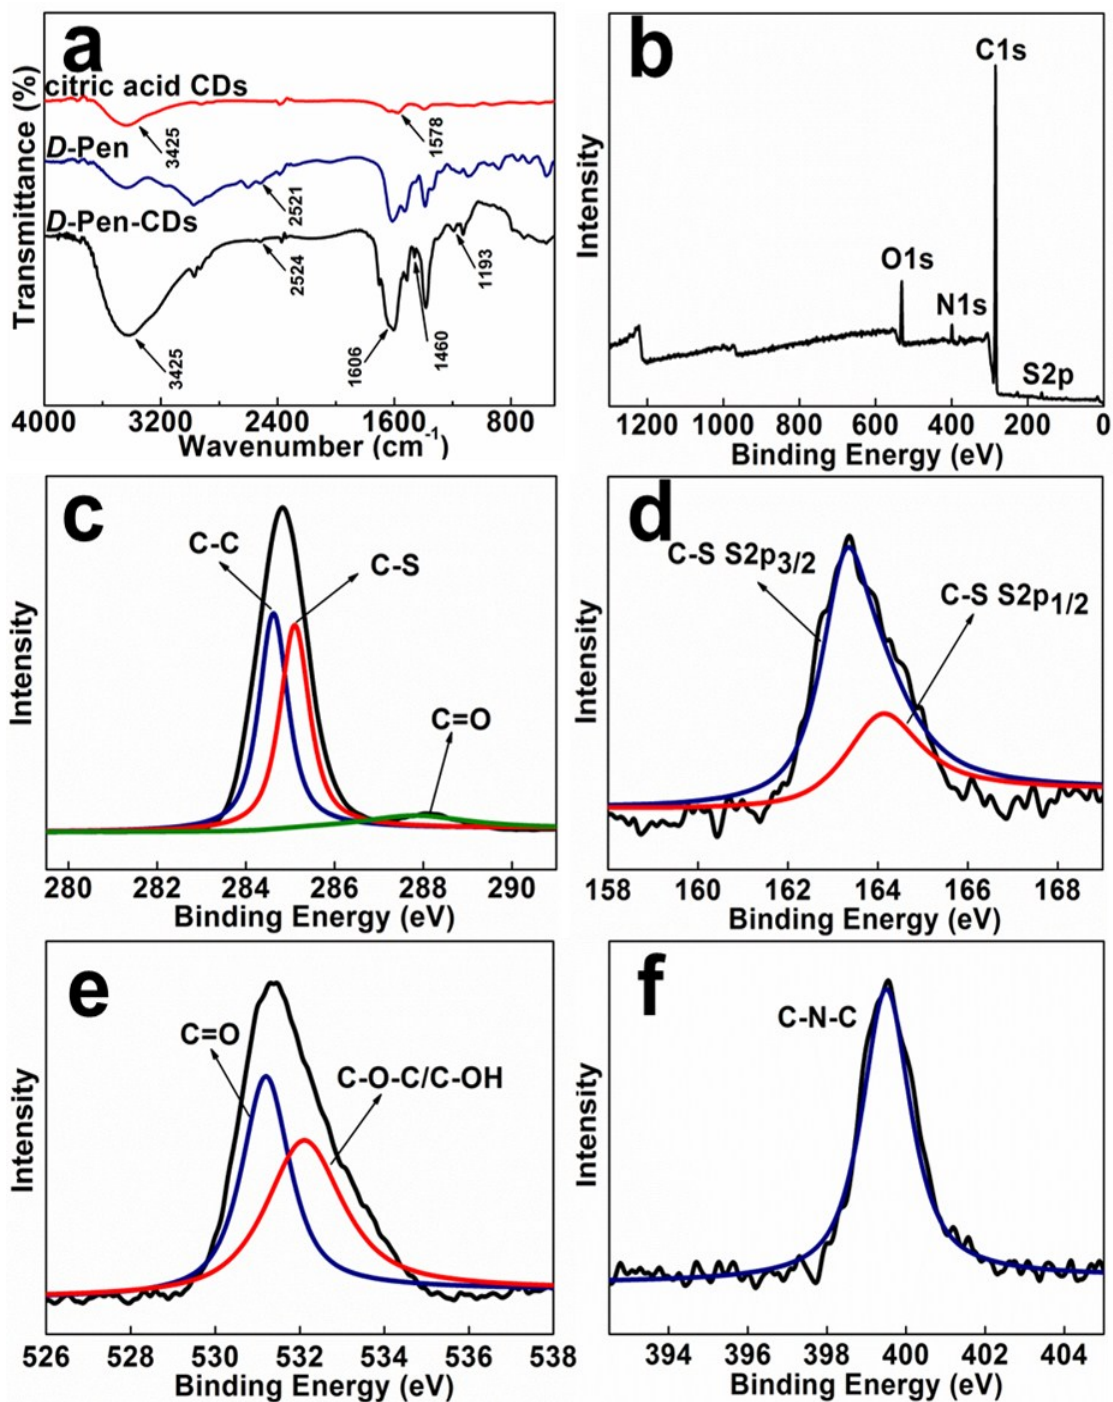 a
Transmittance (%)
citric acid CDs
3425
1578
D-Pen
2521
D-Pen-CDs
2524
1193
3425
1606
1460
4000 3200 2400 1600 800
Wavenumber (cm-1)
b
Intensity
C1s
O1s
N1s
S2p
1200 1000 800 600 400 200 0
Binding Energy (eV)
c
Intensity
C-C
C-S
C=O
280 282 284 286 288 290
Binding Energy (eV)
d
Intensity
C-S S2p3/2
C-S S2p1/2
158 160 162 164 166 168
Binding Energy (eV)
e
Intensity
C=O
C-O-C/C-OH
526 528 530 532 534 536 538
Binding Energy (eV)
f
Intensity
C-N-C
394 396 398 400 402 404
Binding Energy (eV)